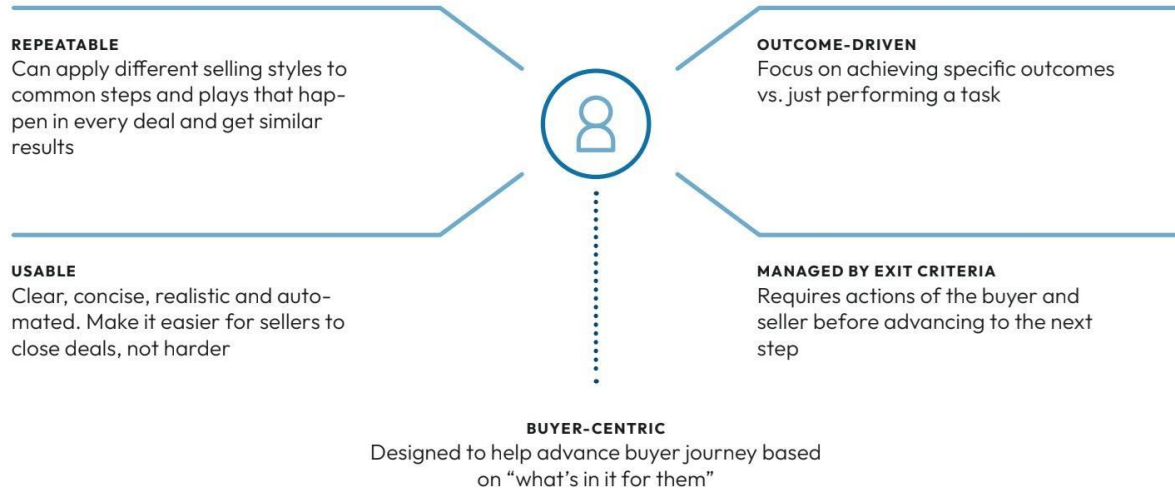 REPEATABLE
Can apply different selling styles to
common steps and plays that hap-
pen in every deal and get similar
results
OUTCOME-DRIVEN
Focus on achieving specific outcomes
vs. just performing a task
USABLE
Clear, concise, realistic and auto-
mated. Make it easier for sellers to
close deals, not harder
MANAGED BY EXIT CRITERIA
Requires actions of the buyer and
seller before advancing to the next
step
BUYER-CENTRIC
Designed to help advance buyer journey based
on “what’s in it for them”